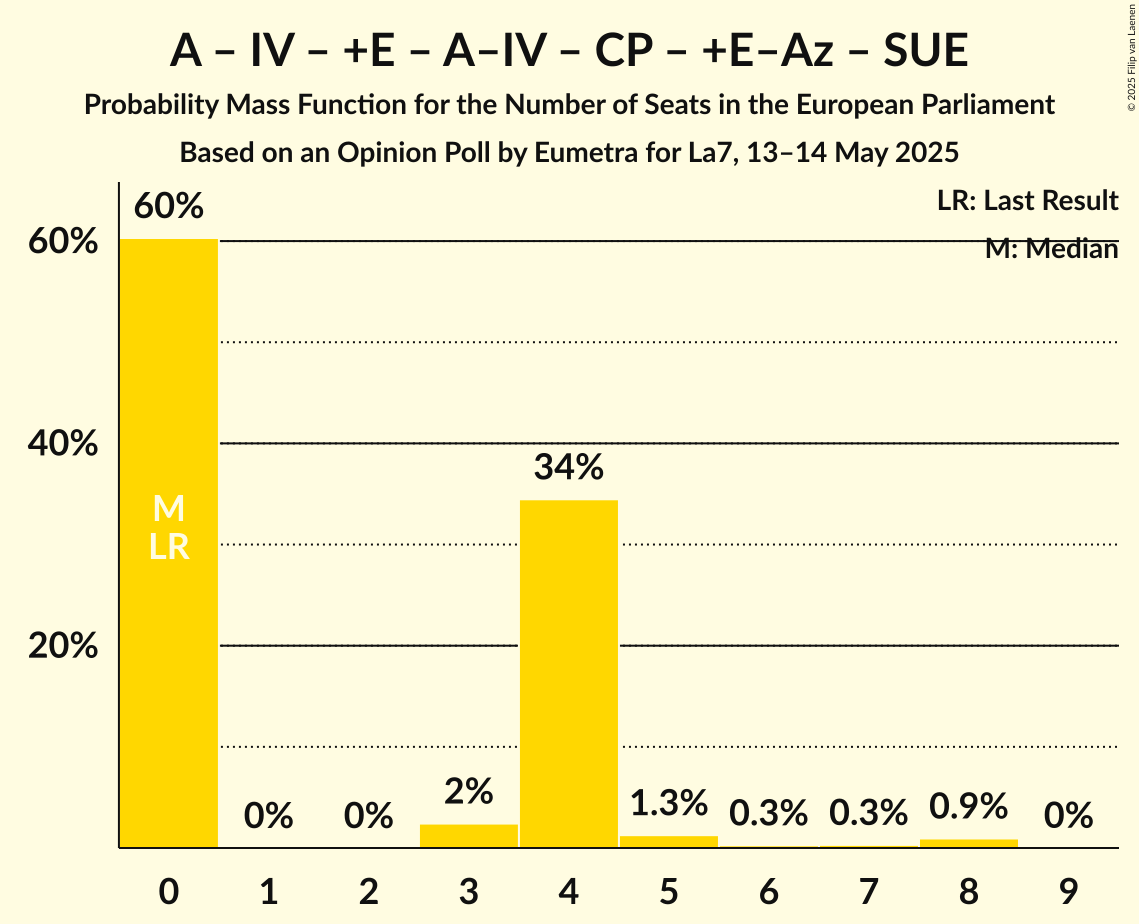 A – IV – +E – A–IV – CP – +E–Az – SUE
Probability Mass Function for the Number of Seats in the European Parliament
Based on an Opinion Poll by Eumetra for La7, 13–14 May 2025
© 2025 Filip van Laenen
LR: Last Result
M: Median
60%
40%
20%
60%
0%
0%
2%
34%
1.3%
0.3%
0.3%
0.9%
0%
M
LR
0 1 2 3 4 5 6 7 8 9